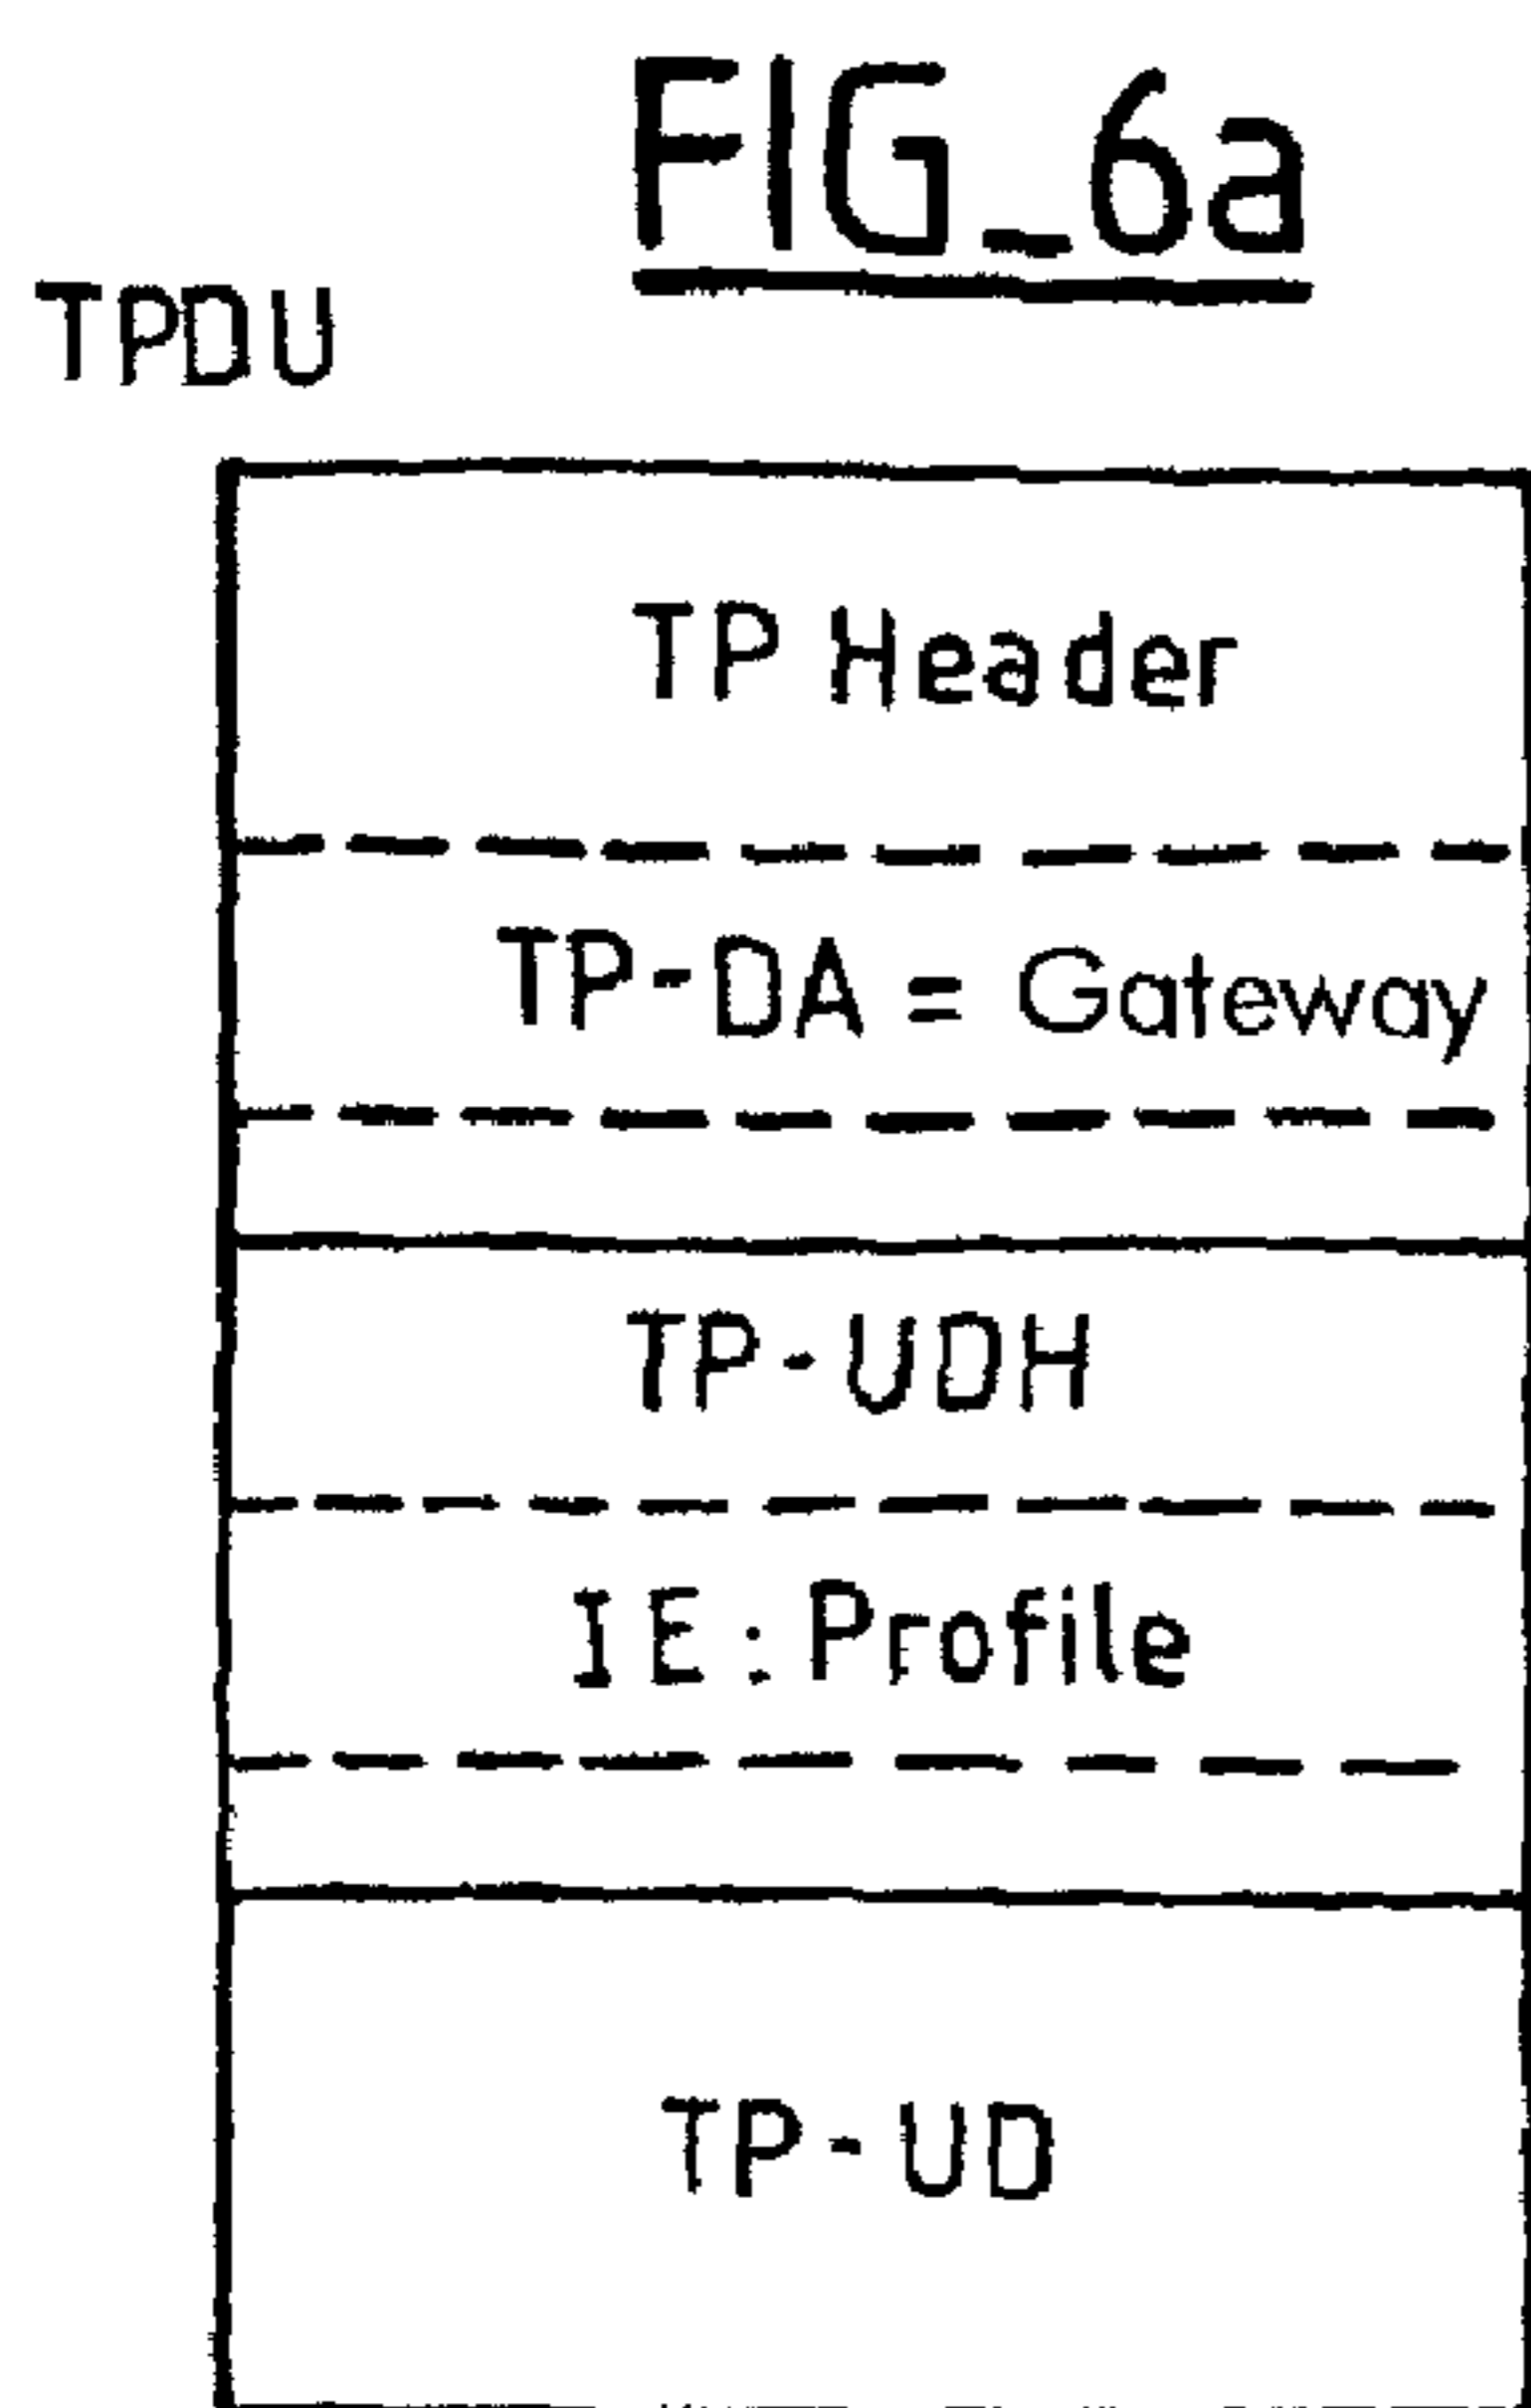 FIG_6a
TPDU
TP Header
TP-DA = Gateway
TP-UDH
IE : Profile
TP-UD